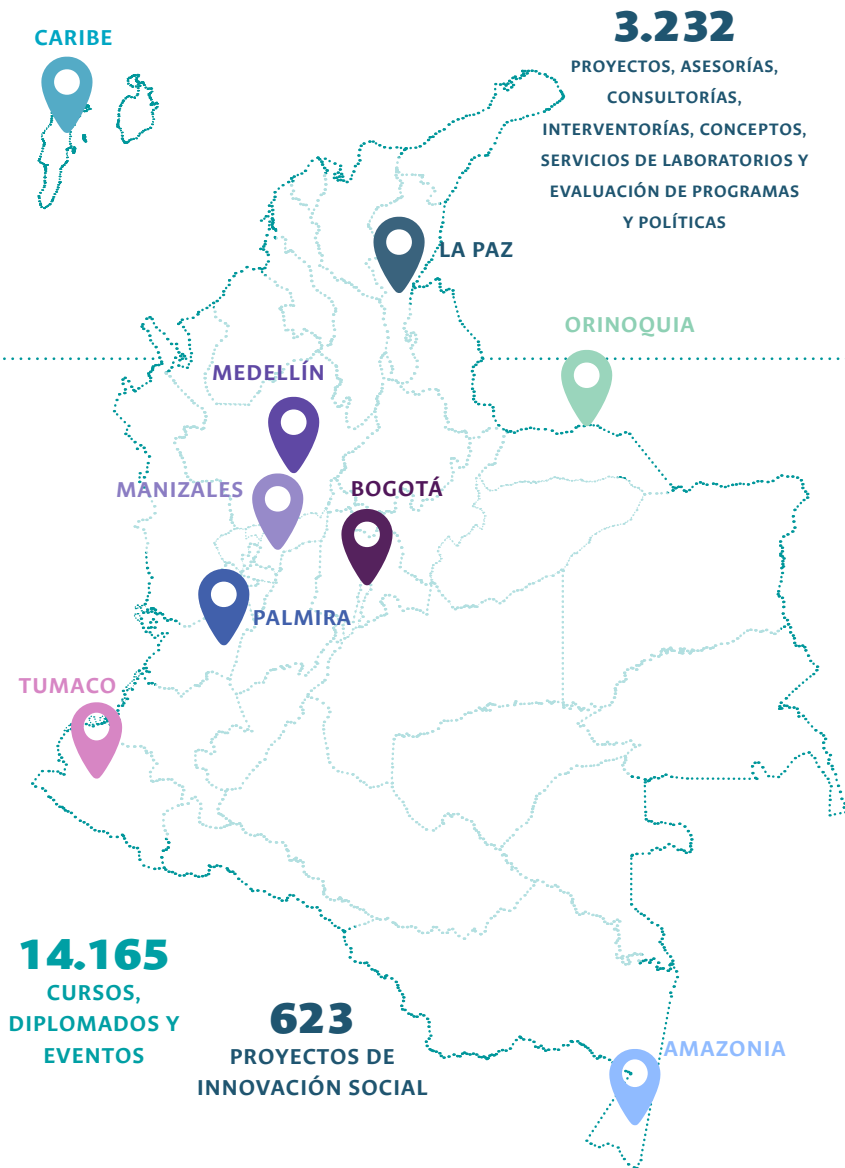 CARIBE
3.232
PROYECTOS, ASESORÍAS,
CONSULTORÍAS,
INTERVENTORÍAS, CONCEPTOS,
SERVICIOS DE LABORATORIOS Y
EVALUACIÓN DE PROGRAMAS
Y POLÍTICAS
LA PAZ
ORINOQUIA
MEDELLÍN
MANIZALES
BOGOTÁ
PALMIRA
TUMACO
14.165
CURSOS,
DIPLOMADOS Y
EVENTOS
623
PROYECTOS DE
INNOVACIÓN SOCIAL
AMAZONIA